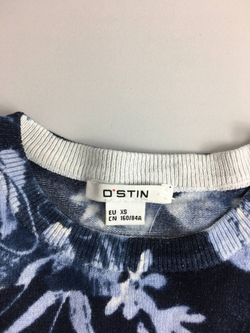 O'STIN
EU XS
CN 160/84A